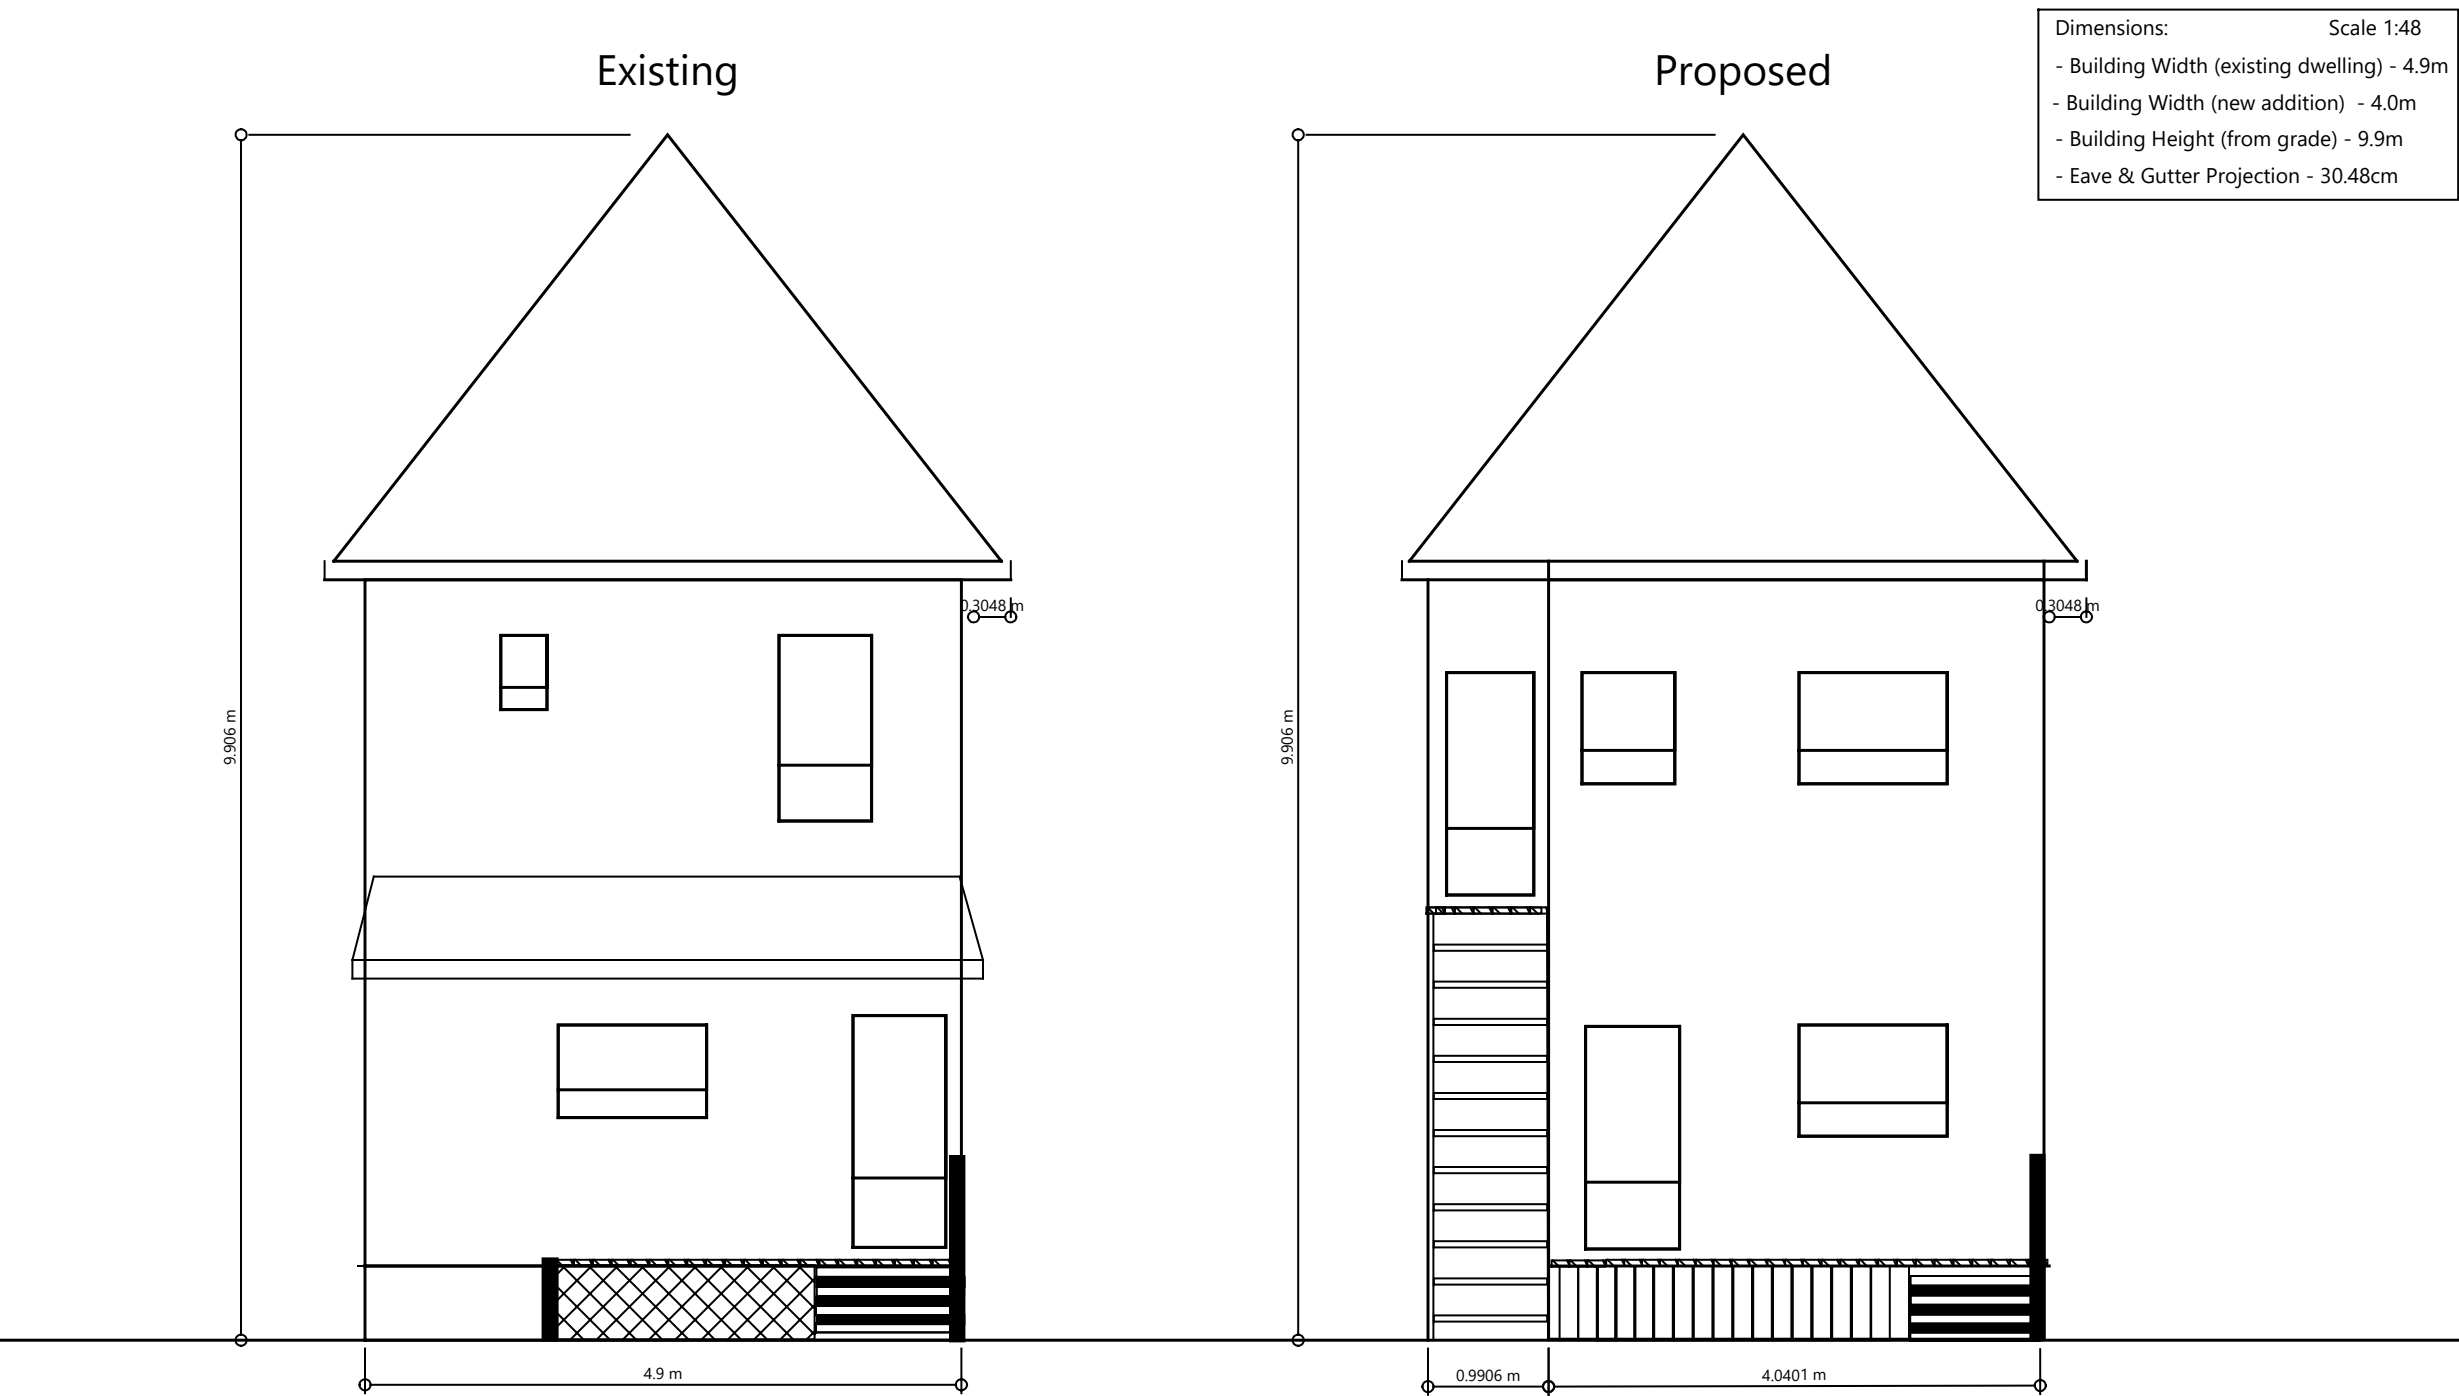 Existing
Proposed
Dimensions: Scale 1:48
- Building Width (existing dwelling) - 4.9m
- Building Width (new addition) - 4.0m
- Building Height (from grade) - 9.9m
- Eave & Gutter Projection - 30.48cm
0.3048 m
0.3048 m
9.906 m
9.906 m
4.9 m
0.9906 m
4.0401 m